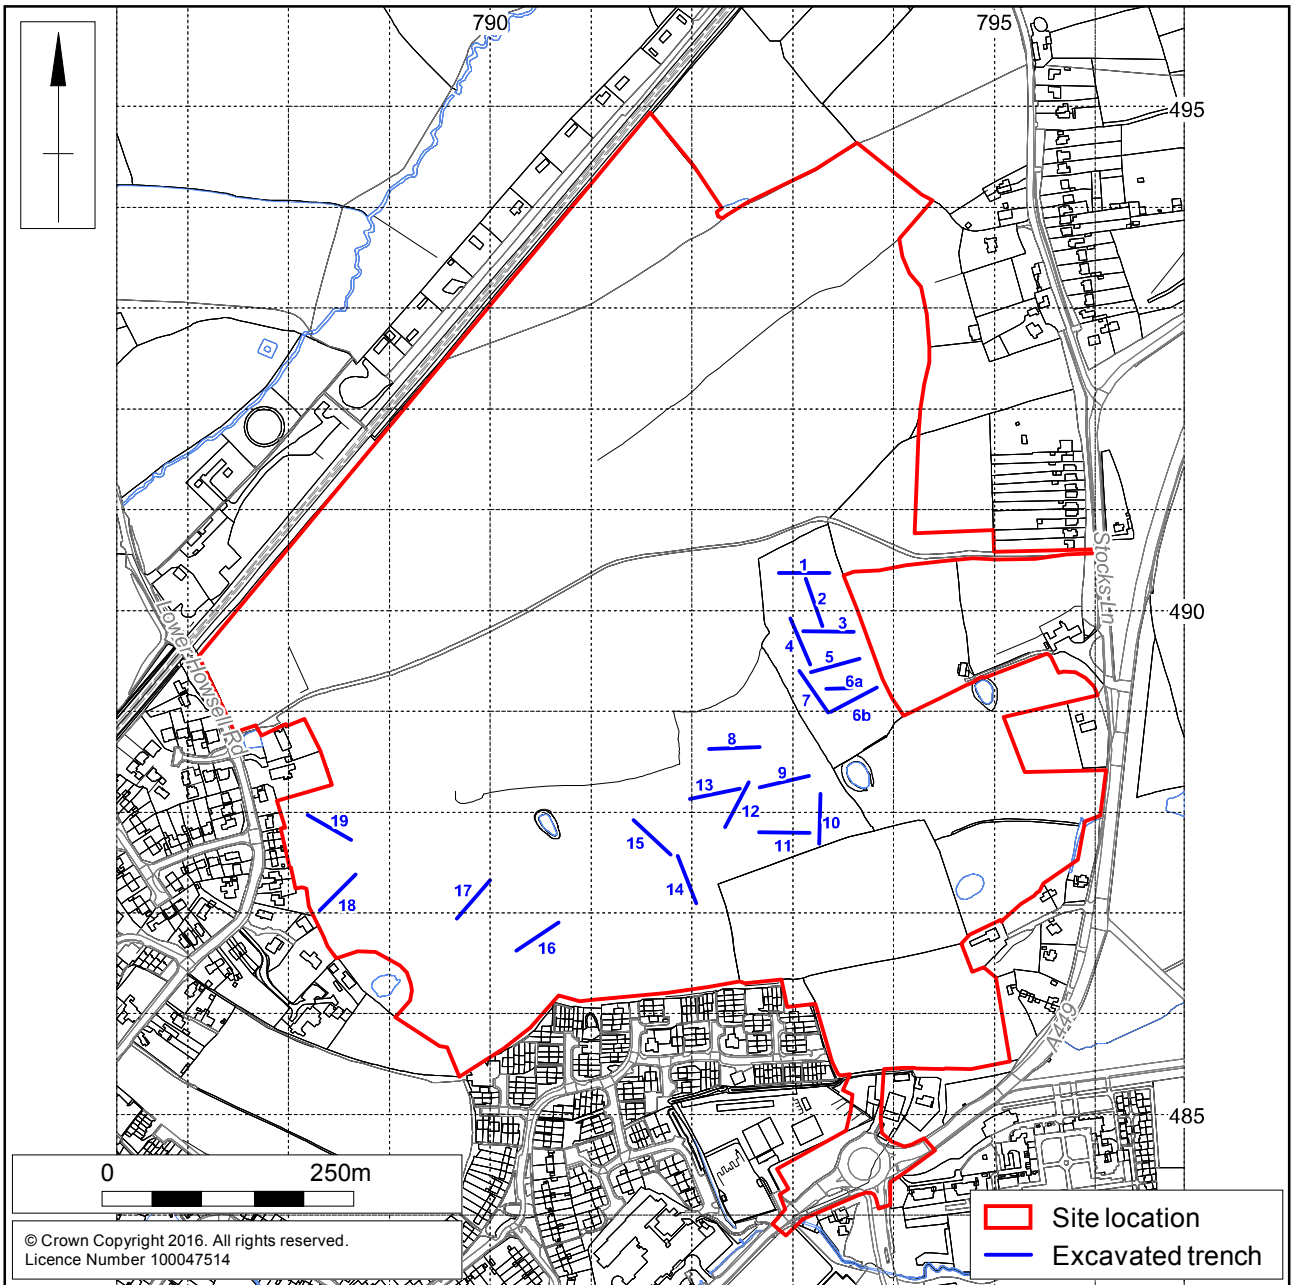 790
795
495
Stocks Ln
490
Lower Howsell Rd
1
2
3
4
5
6a
7
6b
8
9
13
12
10
11
19
15
14
17
18
16
A449
485
0 250m
© Crown Copyright 2016. All rights reserved.
Licence Number 100047514
Site location
Excavated trench